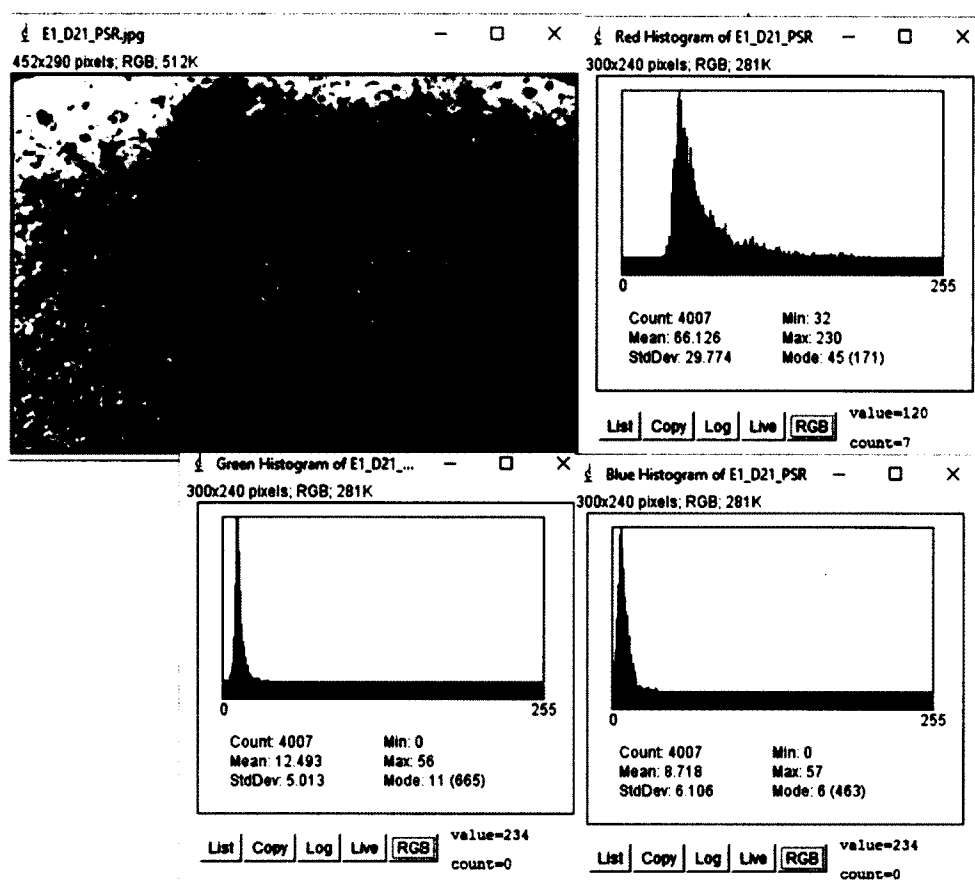 E1_D21_PSR.jpg
452x290 pixels; RGB; 512K
Red Histogram of E1_D21_PSR
300x240 pixels; RGB; 281K
0 255
Count: 4007 Min: 32
Mean: 66.126 Max: 230
StdDev: 29.774 Mode: 45 (171)
List Copy Log Live RGB value=120
count=7
Green Histogram of E1_D21_...
300x240 pixels; RGB; 281K
0 255
Count: 4007 Min: 0
Mean: 12.493 Max: 56
StdDev: 5.013 Mode: 11 (665)
List Copy Log Live RGB value=234
count=0
Blue Histogram of E1_D21_PSR
300x240 pixels; RGB; 281K
0 255
Count: 4007 Min: 0
Mean: 8.718 Max: 57
StdDev: 6.106 Mode: 6 (463)
List Copy Log Live RGB value=234
count=0